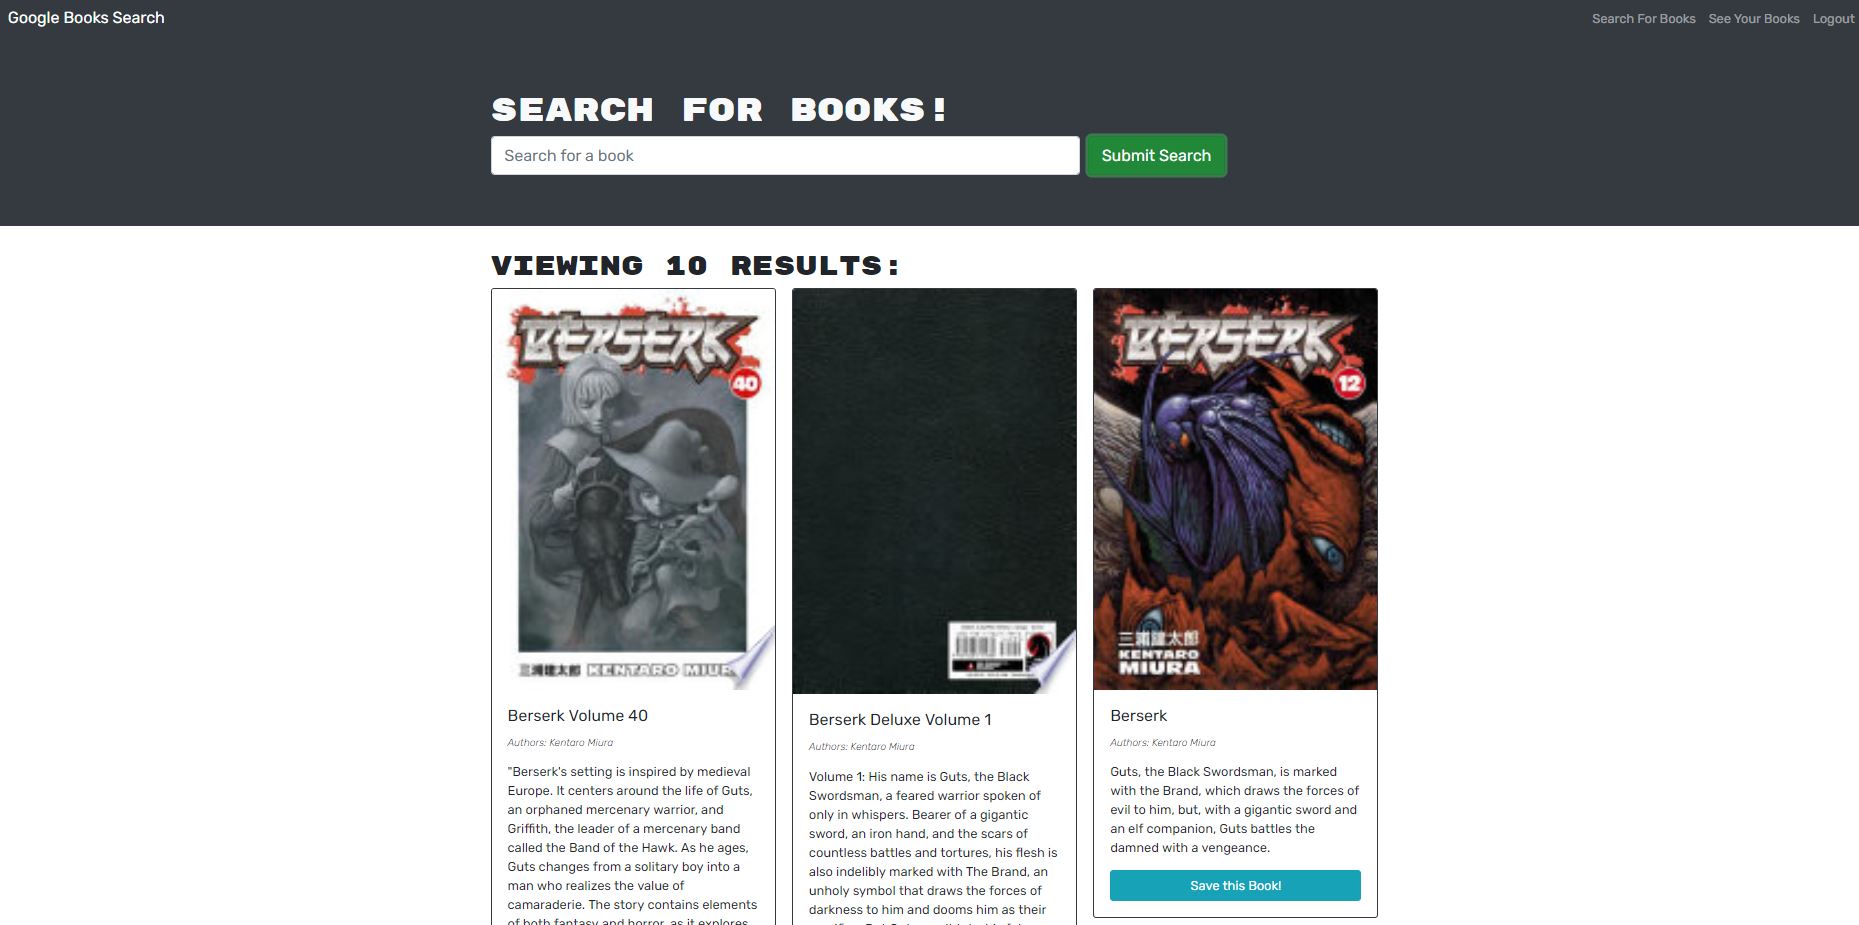 Google Books Search
Search For Books See Your Books Logout
SEARCH FOR BOOKS!
Search for a book
Submit Search
VIEWING 10 RESULTS:
BERSERK
40
三浦建太郎 KENTARO MIUR
Berserk Volume 40
Authors: Kentaro Miura
"Berserk's setting is inspired by medieval
Europe. It centers around the life of Guts,
an orphaned mercenary warrior, and
Griffith, the leader of a mercenary band
called the Band of the Hawk. As he ages,
Guts changes from a solitary boy into a
man who realizes the value of
camaraderie. The story contains elements
of both fantasy and horror, as it explores
Berserk Deluxe Volume 1
Authors: Kentaro Miura
Volume 1: His name is Guts, the Black
Swordsman, a feared warrior spoken of
only in whispers. Bearer of a gigantic
sword, an iron hand, and the scars of
countless battles and tortures, his flesh is
also indelibly marked with The Brand, an
unholy symbol that draws the forces of
darkness to him and dooms him as their
BERSERK
12
三浦建太郎
KENTARO
MIURA
Berserk
Authors: Kentaro Miura
Guts, the Black Swordsman, is marked
with the Brand, which draws the forces of
evil to him, but, with a gigantic sword and
an elf companion, Guts battles the
damned with a vengeance.
Save this Book!